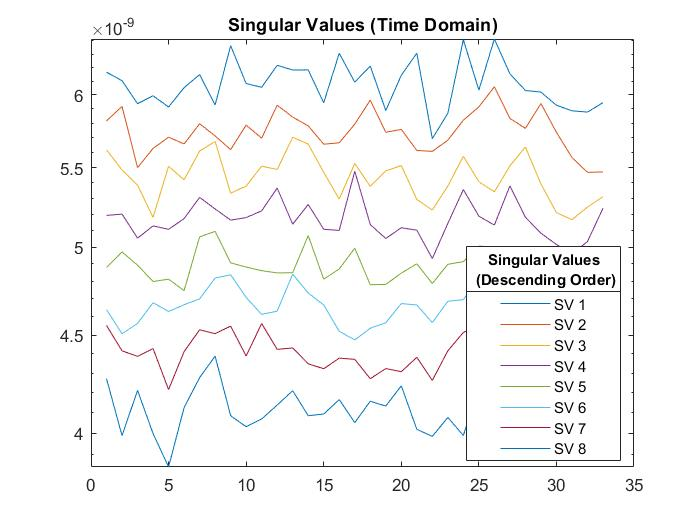 ×10⁻⁹
Singular Values (Time Domain)
6
5.5
5
4.5
4
0 5 10 15 20 25 30 35
Singular Values
(Descending Order)
SV 1
SV 2
SV 3
SV 4
SV 5
SV 6
SV 7
SV 8